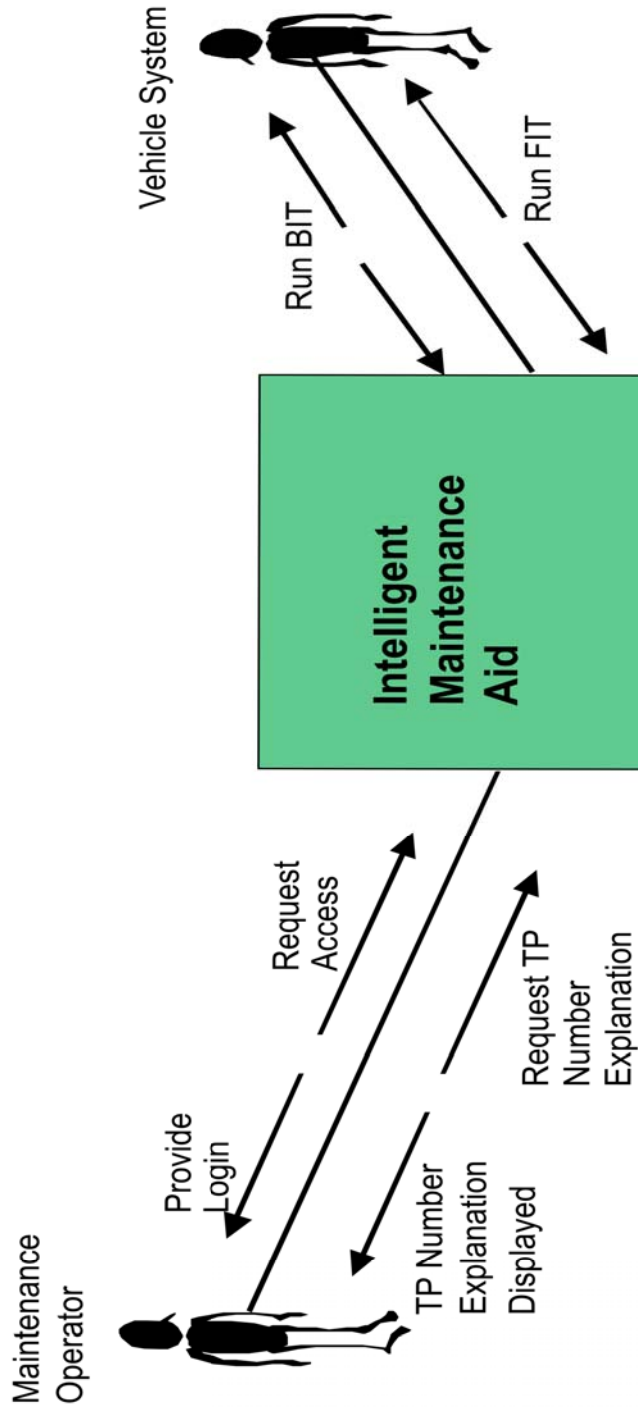 Maintenance
Operator
Provide
Login
Request
Access
TP Number
Explanation
Displayed
Request TP
Number
Explanation
Intelligent
Maintenance
Aid
Vehicle System
Run BIT
Run FIT